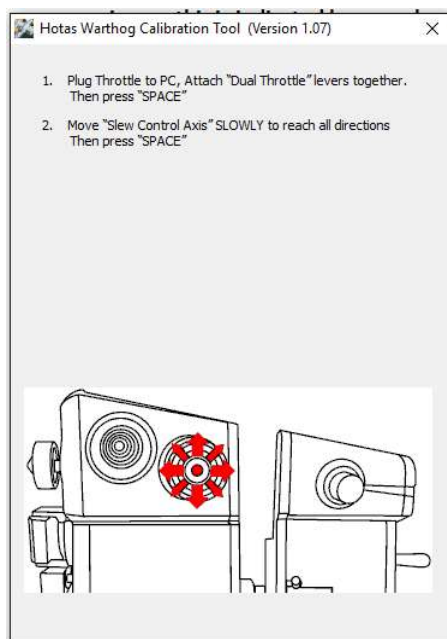 Hotas Warthog Calibration Tool (Version 1.07)
1. Plug Throttle to PC, Attach "Dual Throttle" levers together.
Then press "SPACE"
2. Move "Slew Control Axis" SLOWLY to reach all directions
Then press "SPACE"